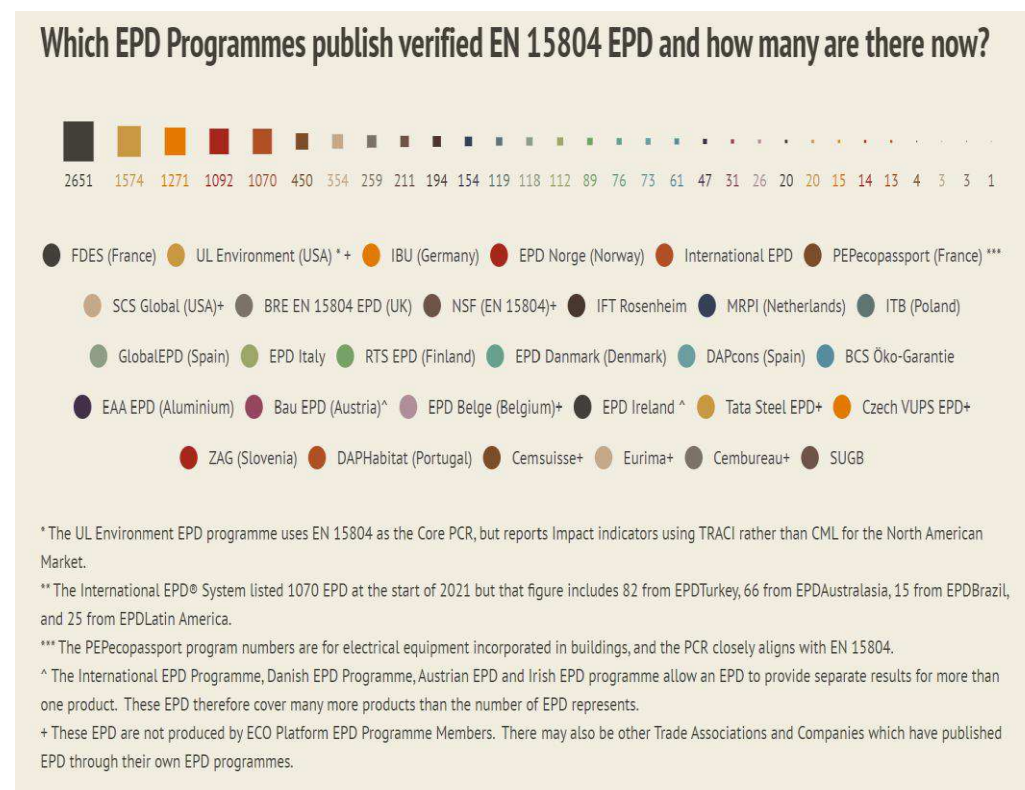 Which EPD Programmes publish verified EN 15804 EPD and how many are there now?
2651 1574 1271 1092 1070 450 354 259 211 194 154 119 118 112 89 76 73 61 47 31 26 20 20 15 14 13 4 3 3 1
FDES (France) UL Environment (USA) * + IBU (Germany) EPD Norge (Norway) International EPD PEPecopassport (France) ***
SCS Global (USA)+ BRE EN 15804 EPD (UK) NSF (EN 15804)+ IFT Rosenheim MRPI (Netherlands) ITB (Poland)
GlobalEPD (Spain) EPD Italy RTS EPD (Finland) EPD Danmark (Denmark) DAPcons (Spain) BCS Öko-Garantie
EAA EPD (Aluminium) Bau EPD (Austria)^ EPD Belge (Belgium)+ EPD Ireland ^ Tata Steel EPD+ Czech VUPS EPD+
ZAG (Slovenia) DAPHabitat (Portugal) Cemsuisse+ Eurima+ Cembureau+ SUGB
* The UL Environment EPD programme uses EN 15804 as the Core PCR, but reports Impact indicators using TRACI rather than CML for the North American
Market.
** The International EPD® System listed 1070 EPD at the start of 2021 but that figure includes 82 from EPDTurkey, 66 from EPDAustralasia, 15 from EPDBrazil,
and 25 from EPDLatin America.
*** The PEPecopassport program numbers are for electrical equipment incorporated in buildings, and the PCR closely aligns with EN 15804.
^ The International EPD Programme, Danish EPD Programme, Austrian EPD and Irish EPD programme allow an EPD to provide separate results for more than
one product. These EPD therefore cover many more products than the number of EPD represents.
+ These EPD are not produced by ECO Platform EPD Programme Members. There may also be other Trade Associations and Companies which have published
EPD through their own EPD programmes.